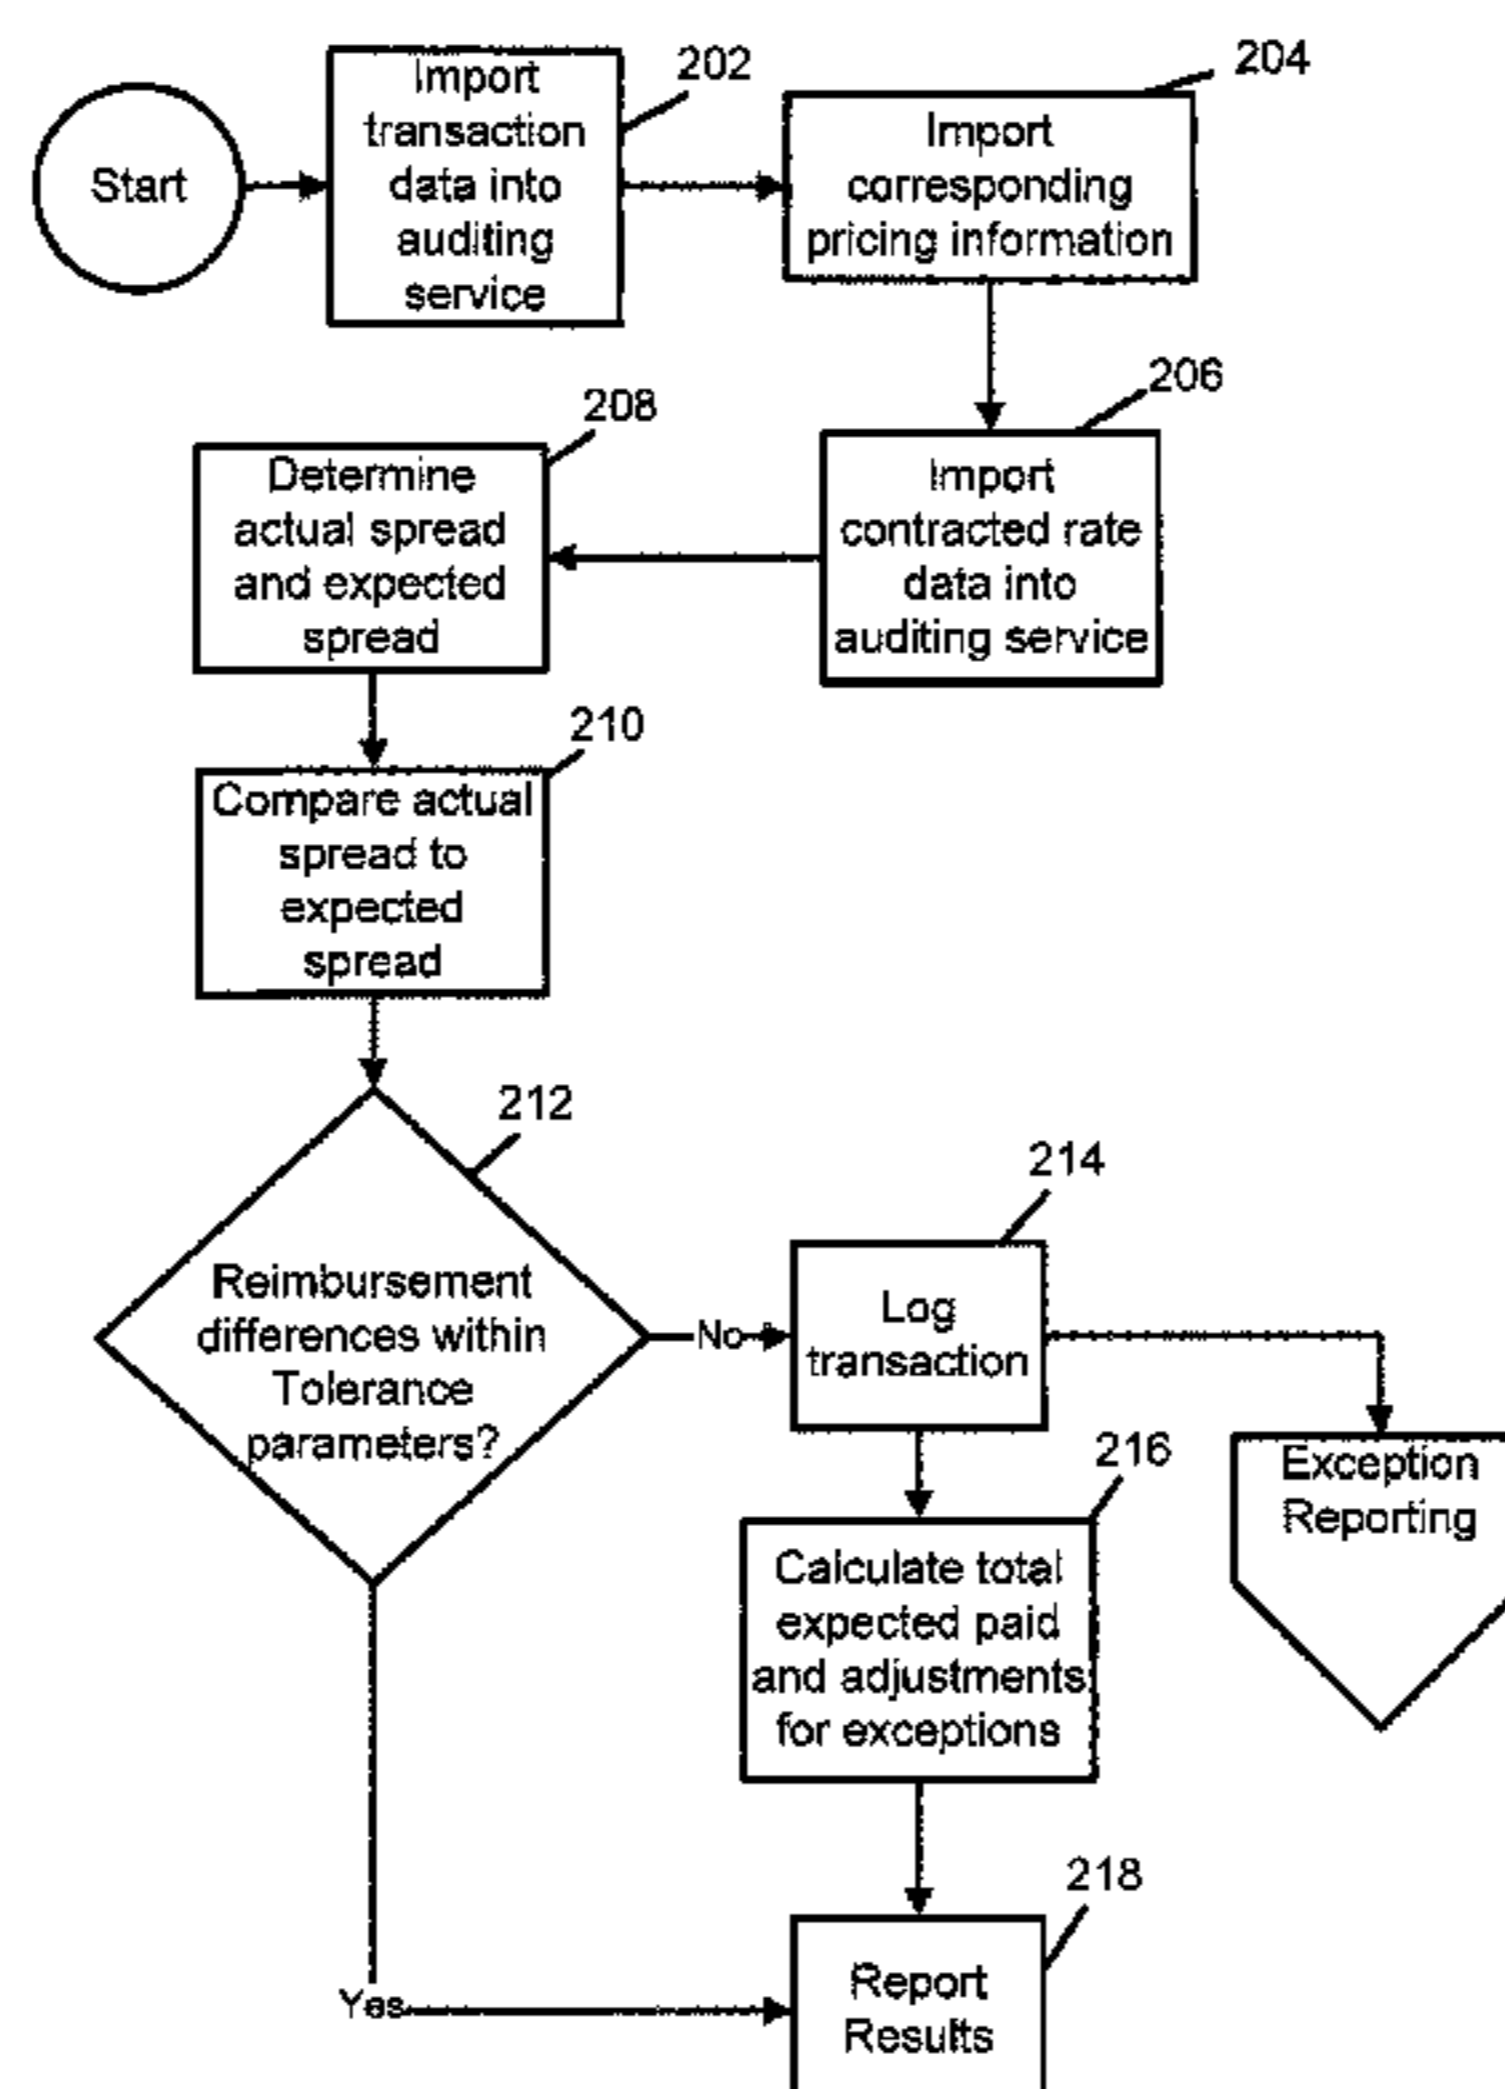 Start
202
Import
transaction
data into
auditing
service
204
Import
corresponding
pricing information
206
Import
contracted rate
data into
auditing service
208
Determine
actual spread
and expected
spread
210
Compare actual
spread to
expected
spread
212
Reimbursement
differences within
Tolerance
parameters?
No
214
Log
transaction
Exception
Reporting
216
Calculate total
expected paid
and adjustments
for exceptions
218
Yes
Report
Results